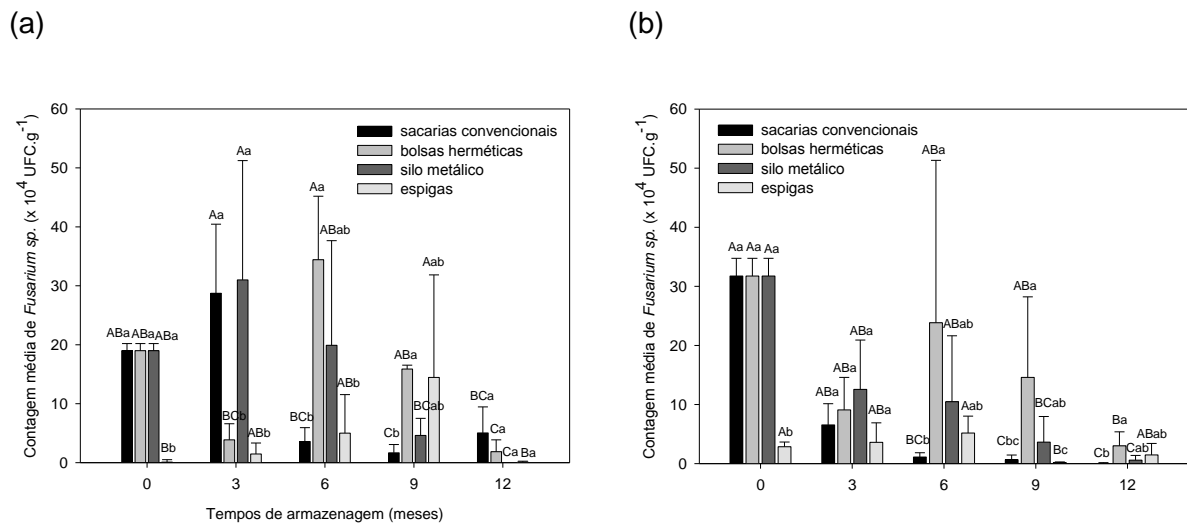 (a)
Contagem média de Fusarium sp. (x 10⁴ UFC.g⁻¹)
60
50
40
30
20
10
0
sacarias convencionais
bolsas herméticas
silo metálico
espigas
ABa ABa ABa Bb
Aa BCb Aa ABb
BCb Aa ABab ABb
Cb ABa BCab Aab
BCa Ca Ca Ba
0 3 6 9 12
Tempos de armazenagem (meses)
(b)
Contagem média de Fusarium sp. (x 10⁴ UFC.g⁻¹)
60
50
40
30
20
10
0
sacarias convencionais
bolsas herméticas
silo metálico
espigas
Aa Aa Aa Ab
ABa ABa ABa ABa
BCb ABa ABab Aab
Cbc ABa BCab Bc
Cb Ba Cab ABab
0 3 6 9 12